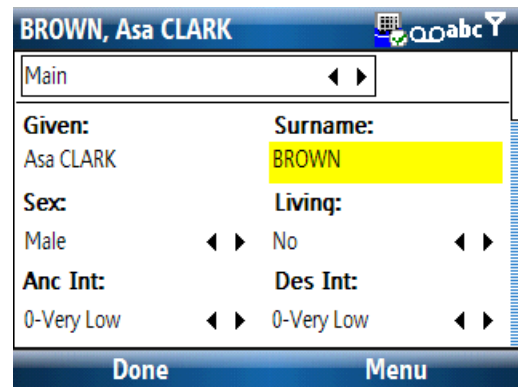 BROWN, Asa CLARK abc
Main
Given: Surname:
Asa CLARK BROWN
Sex: Living:
Male No
Anc Int: Des Int:
0-Very Low 0-Very Low
Done Menu